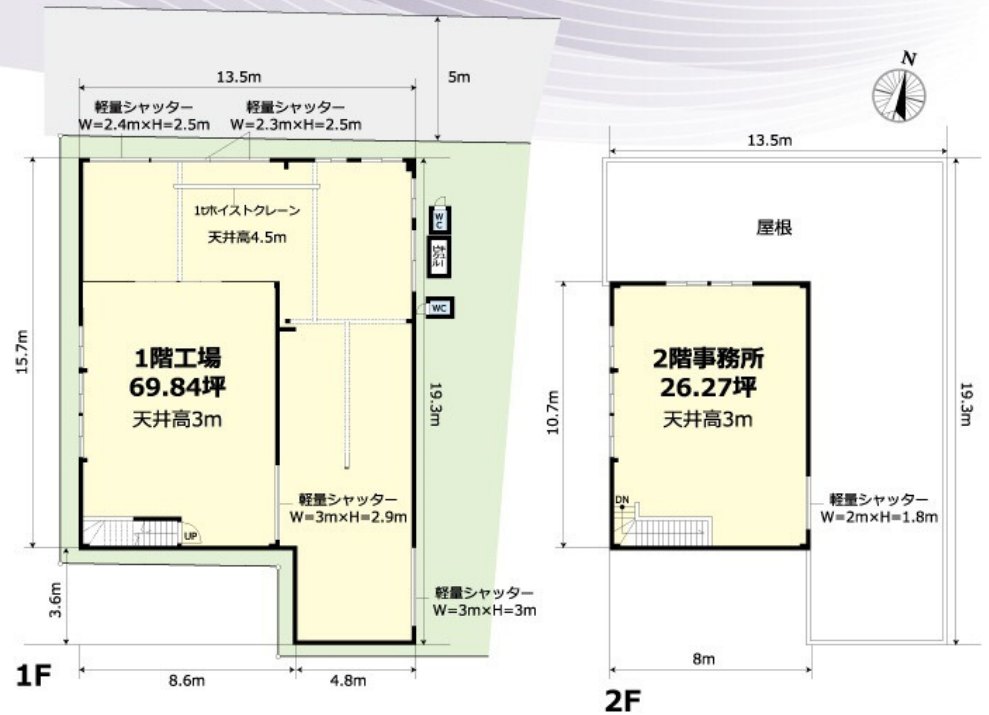 13.5m
5m
軽量シャッター
W=2.4m×H=2.5m
軽量シャッター
W=2.3m×H=2.5m
1tホイストクレーン
天井高4.5m
WC
キュービクル
WC
1階工場
69.84坪
天井高3m
15.7m
19.3m
軽量シャッター
W=3m×H=2.9m
UP
3.6m
軽量シャッター
W=3m×H=3m
8.6m
4.8m
1F
N
13.5m
屋根
2階事務所
26.27坪
天井高3m
10.7m
19.3m
DN
軽量シャッター
W=2m×H=1.8m
8m
2F